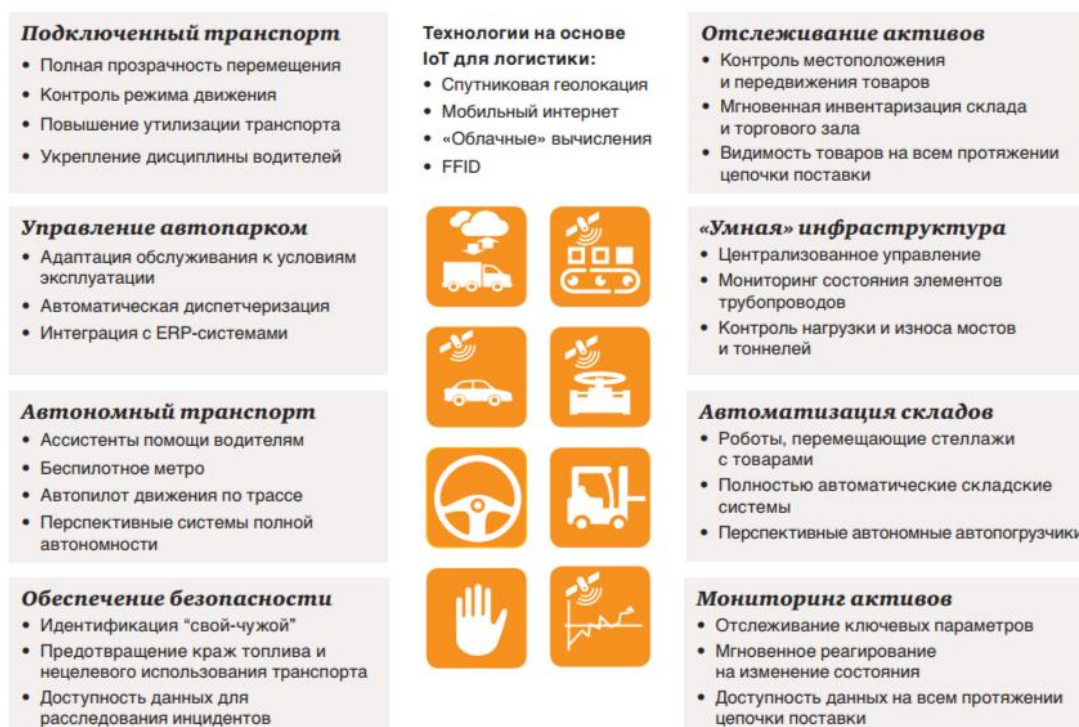 Подключенный транспорт
• Полная прозрачность перемещения
• Контроль режима движения
• Повышение утилизации транспорта
• Укрепление дисциплины водителей
Технологии на основе
IoT для логистики:
• Спутниковая геолокация
• Мобильный интернет
• «Облачные» вычисления
• FFID
Отслеживание активов
• Контроль местоположения
и передвижения товаров
• Мгновенная инвентаризация склада
и торгового зала
• Видимость товаров на всем протяжении
цепочки поставки
Управление автопарком
• Адаптация обслуживания к условиям
эксплуатации
• Автоматическая диспетчеризация
• Интеграция с ERP-системами
«Умная» инфраструктура
• Централизованное управление
• Мониторинг состояния элементов
трубопроводов
• Контроль нагрузки и износа мостов
и тоннелей
Автономный транспорт
• Ассистенты помощи водителям
• Беспилотное метро
• Автопилот движения по трассе
• Перспективные системы полной
автономности
Автоматизация складов
• Роботы, перемещающие стеллажи
с товарами
• Полностью автоматические складские
системы
• Перспективные автономные автопогрузчики
Обеспечение безопасности
• Идентификация “свой-чужой”
• Предотвращение краж топлива и
нецелевого использования транспорта
• Доступность данных для
расследования инцидентов
Мониторинг активов
• Отслеживание ключевых параметров
• Мгновенное реагирование
на изменение состояния
• Доступность данных на всем протяжении
цепочки поставки